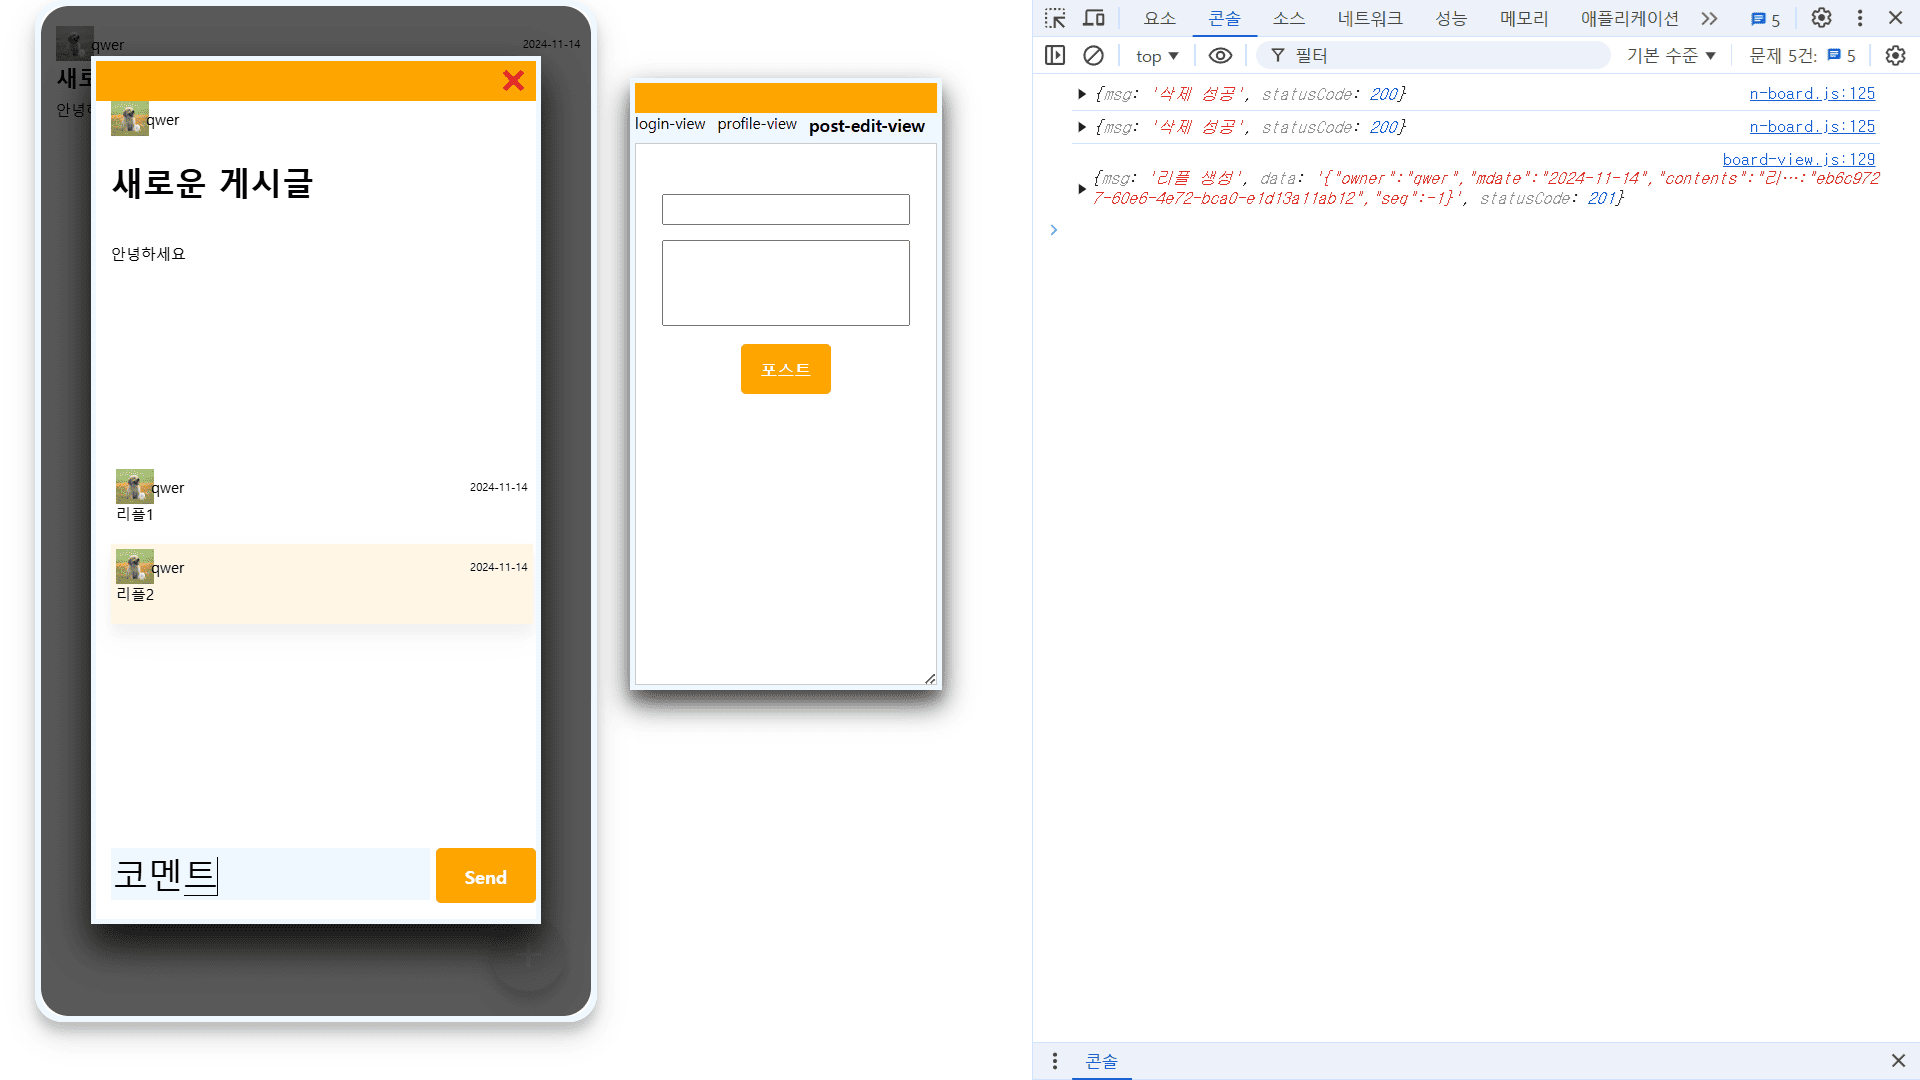 qwer
2024-11-14
새로
안녕
qwer
새로운 게시글
안녕하세요
qwer
2024-11-14
리플1
qwer
2024-11-14
리플2
코멘트
Send
login-view profile-view post-edit-view
포스트
요소 콘솔 소스 네트워크 성능 메모리 애플리케이션 5
top 필터 기본 수준 문제 5건: 5
{msg: '삭제 성공', statusCode: 200} n-board.js:125
{msg: '삭제 성공', statusCode: 200} n-board.js:125
board-view.js:129
{msg: '리플 생성', data: '{"owner":"qwer","mdate":"2024-11-14","contents":"리…:"eb6c972
7-60e6-4e72-bca0-e1d13a11ab12","seq":-1}', statusCode: 201}
콘솔